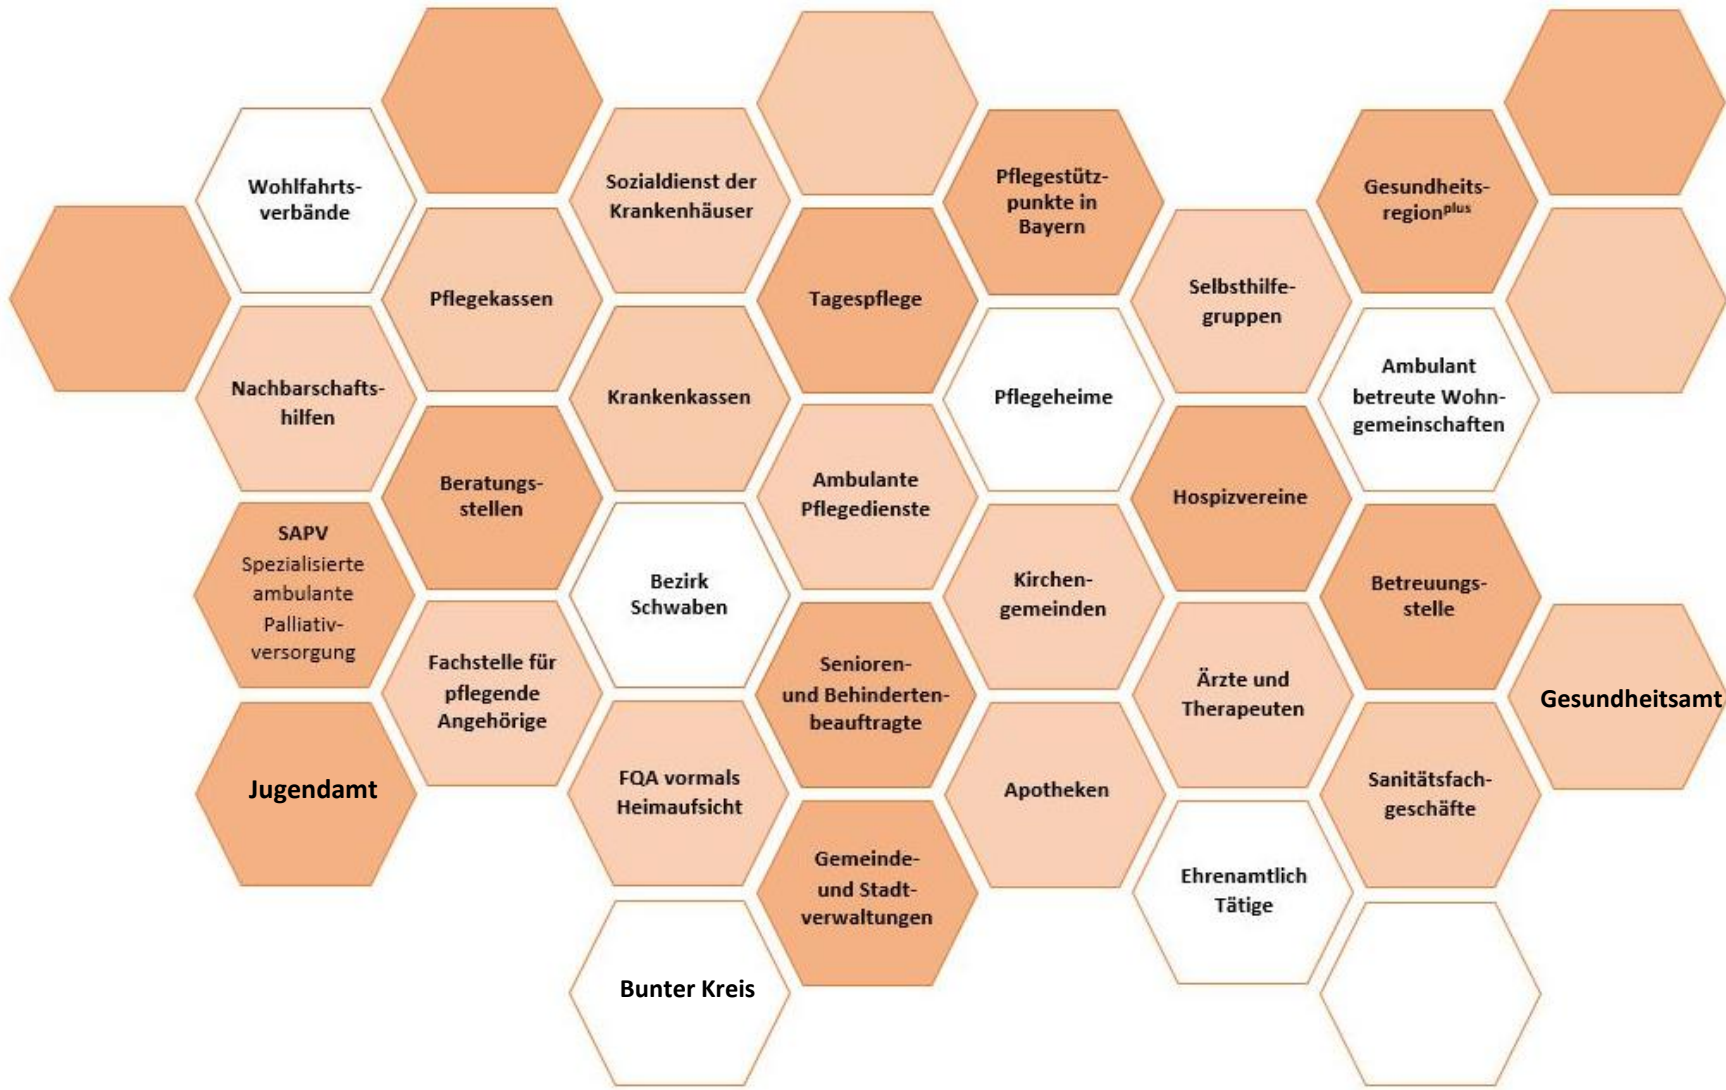 Wohlfahrts-
verbände
Sozialdienst der
Krankenhäuser
Pflegestütz-
punkte in
Bayern
Gesundheits-
region^plus
Pflegekassen
Tagespflege
Selbsthilfe-
gruppen
Nachbarschafts-
hilfen
Krankenkassen
Pflegeheime
Ambulant
betreute Wohn-
gemeinschaften
Beratungs-
stellen
Ambulante
Pflegedienste
Hospizvereine
SAPV
Spezialisierte
ambulante
Palliativ-
versorgung
Bezirk
Schwaben
Kirchen-
gemeinden
Betreuungs-
stelle
Fachstelle für
pflegende
Angehörige
Senioren-
und Behinderten-
beauftragte
Ärzte und
Therapeuten
Gesundheitsamt
Jugendamt
FQA vormals
Heimaufsicht
Apotheken
Sanitätsfach-
geschäfte
Gemeinde-
und Stadt-
verwaltungen
Ehrenamtlich
Tätige
Bunter Kreis